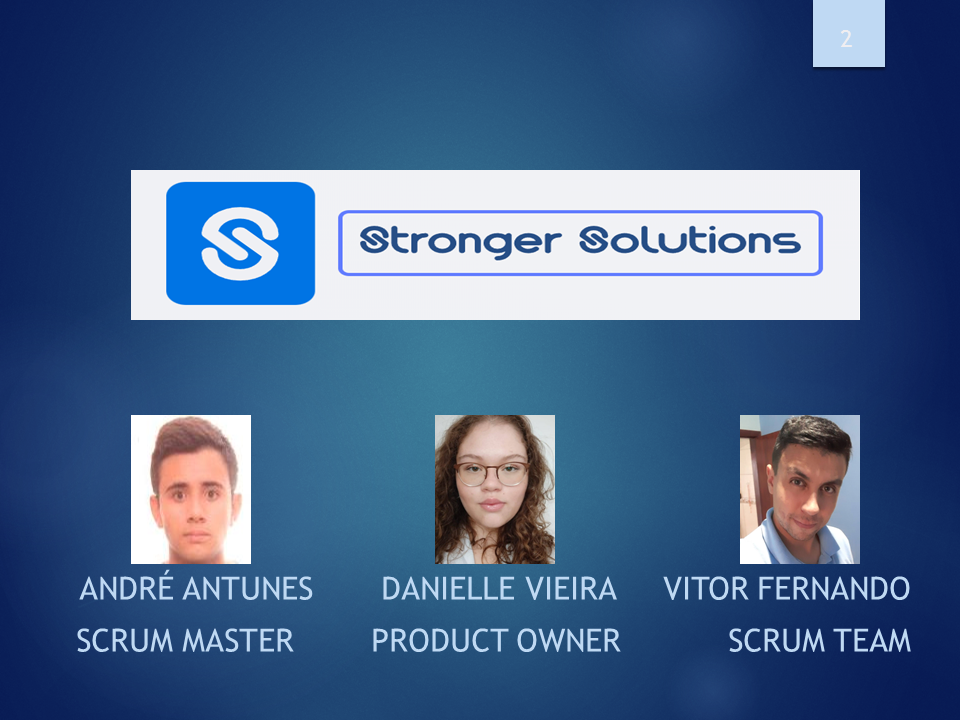 2
Stronger Solutions
ANDRÉ ANTUNES DANIELLE VIEIRA VITOR FERNANDO
SCRUM MASTER PRODUCT OWNER SCRUM TEAM